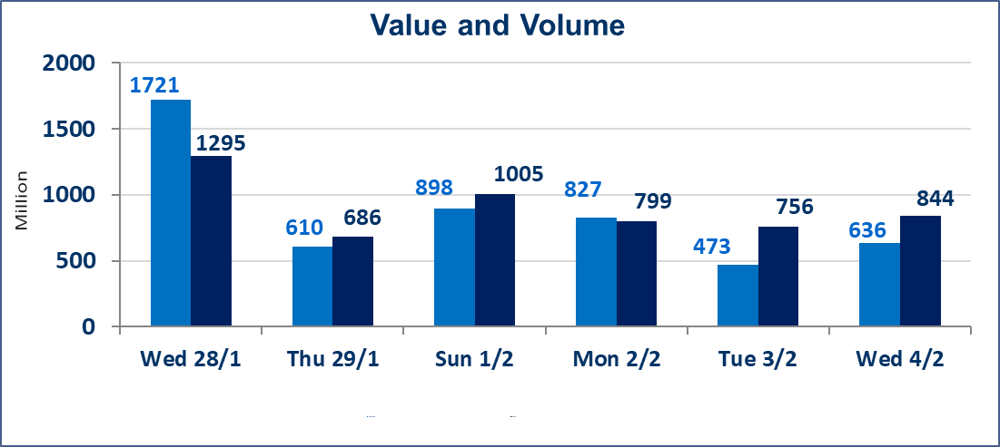 Value and Volume
2000
1500
1000
500
0
Million
1721
1295
610
686
898
1005
827
799
473
756
636
844
Wed 28/1
Thu 29/1
Sun 1/2
Mon 2/2
Tue 3/2
Wed 4/2